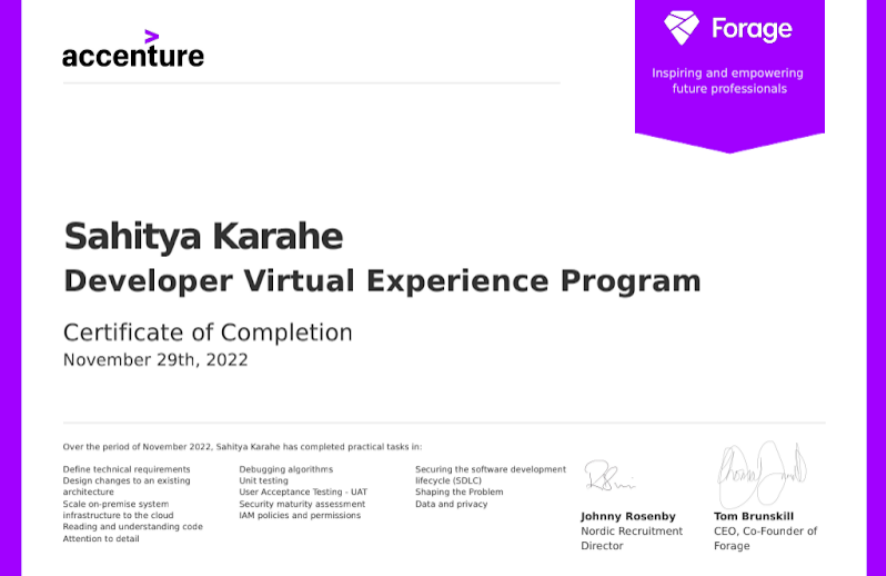 accenture
Forage
Inspiring and empowering
future professionals
Sahitya Karahe
Developer Virtual Experience Program
Certificate of Completion
November 29th, 2022
Over the period of November 2022, Sahitya Karahe has completed practical tasks in:
Define technical requirements
Design changes to an existing
architecture
Scale on-premise system
infrastructure to the cloud
Reading and understanding code
Attention to detail
Debugging algorithms
Unit testing
User Acceptance Testing - UAT
Security maturity assessment
IAM policies and permissions
Securing the software development
lifecycle (SDLC)
Shaping the Problem
Data and privacy
Johnny Rosenby
Nordic Recruitment
Director
Tom Brunskill
CEO, Co-Founder of
Forage